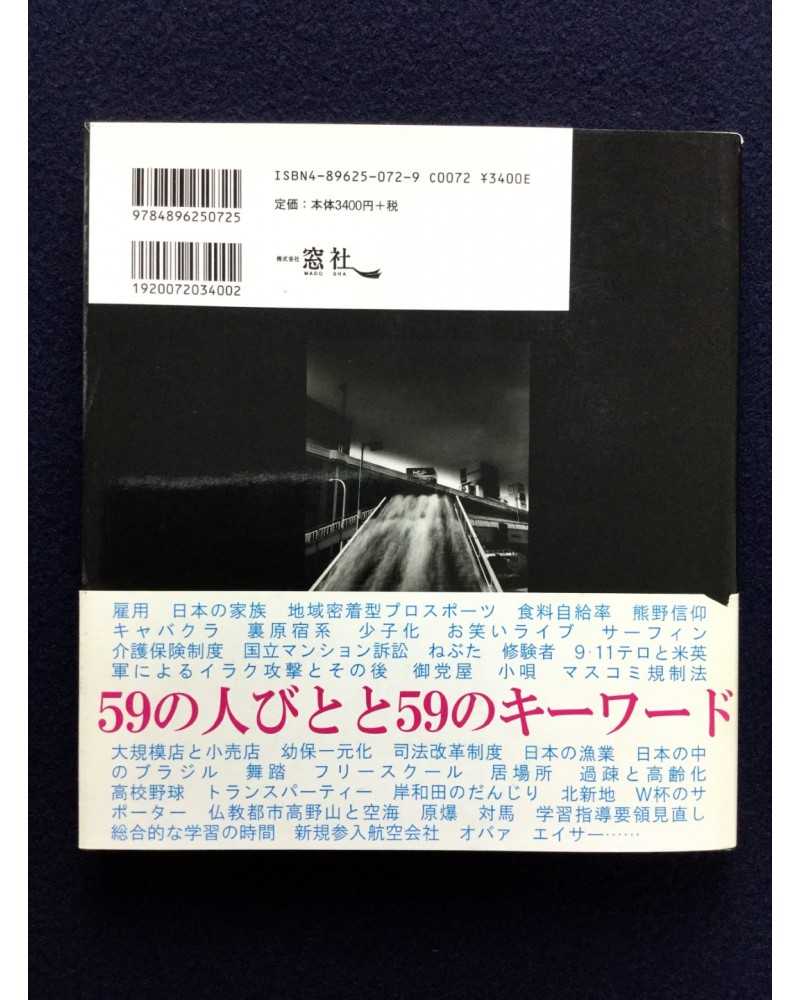 ISBN4-89625-072-9 C0072 ¥3400E
9784896250725
定価：本体3400円＋税
株式会社 窓社
MADO SHA
1920072034002
雇用　日本の家族　地域密着型プロスポーツ　食料自給率　熊野信仰
キャバクラ　裏原宿系　少子化　お笑いライブ　サーフィン
介護保険制度　国立マンション訴訟　ねぶた　修験者　9・11テロと米英
軍によるイラク攻撃とその後　御党屋　小唄　マスコミ規制法
59の人びとと59のキーワード
大規模店と小売店　幼保一元化　司法改革制度　日本の漁業　日本の中
のブラジル　舞踏　フリースクール　居場所　過疎と高齢化
高校野球　トランスパーティー　岸和田のだんじり　北新地　W杯のサ
ポーター　仏教都市高野山と空海　原爆　対馬　学習指導要領見直し
総合的な学習の時間　新規参入航空会社　オバァ　エイサー……